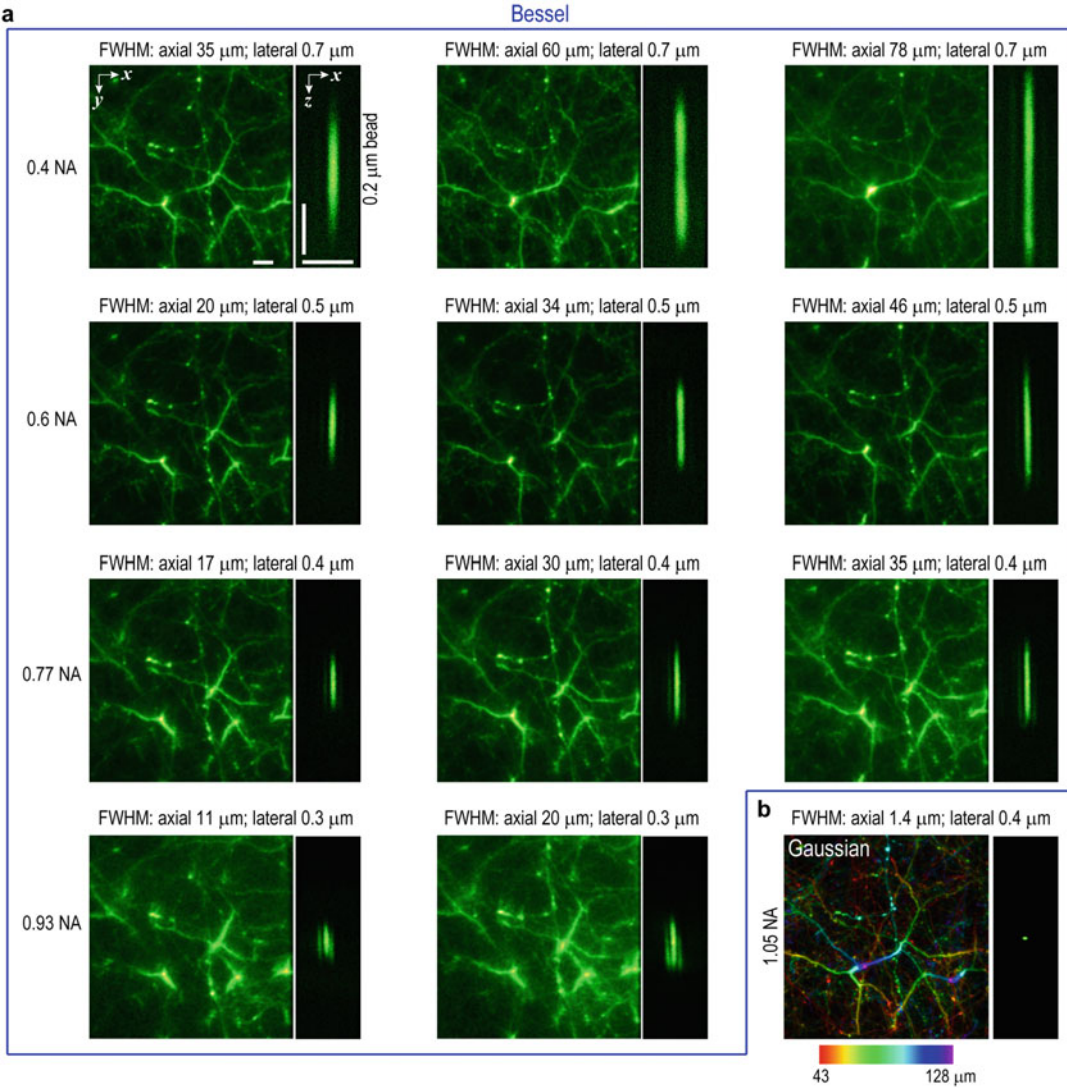 a
Bessel
FWHM: axial 35 μm; lateral 0.7 μm
FWHM: axial 60 μm; lateral 0.7 μm
FWHM: axial 78 μm; lateral 0.7 μm
x
y
x
z
0.2 μm bead
0.4 NA
FWHM: axial 20 μm; lateral 0.5 μm
FWHM: axial 34 μm; lateral 0.5 μm
FWHM: axial 46 μm; lateral 0.5 μm
0.6 NA
FWHM: axial 17 μm; lateral 0.4 μm
FWHM: axial 30 μm; lateral 0.4 μm
FWHM: axial 35 μm; lateral 0.4 μm
0.77 NA
FWHM: axial 11 μm; lateral 0.3 μm
FWHM: axial 20 μm; lateral 0.3 μm
0.93 NA
b
FWHM: axial 1.4 μm; lateral 0.4 μm
Gaussian
1.05 NA
43
128 μm